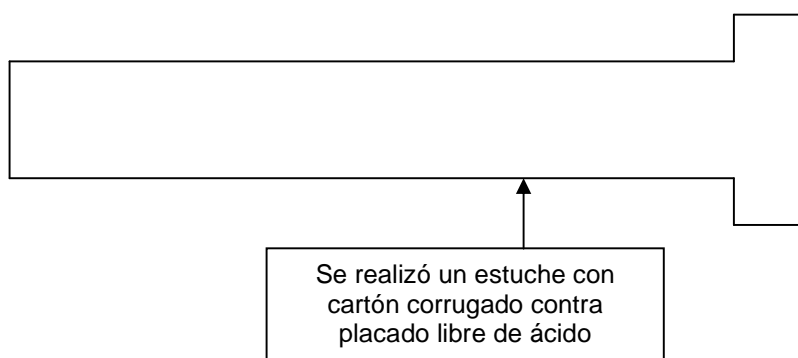 Se realizó un estuche con
cartón corrugado contra
placado libre de ácido